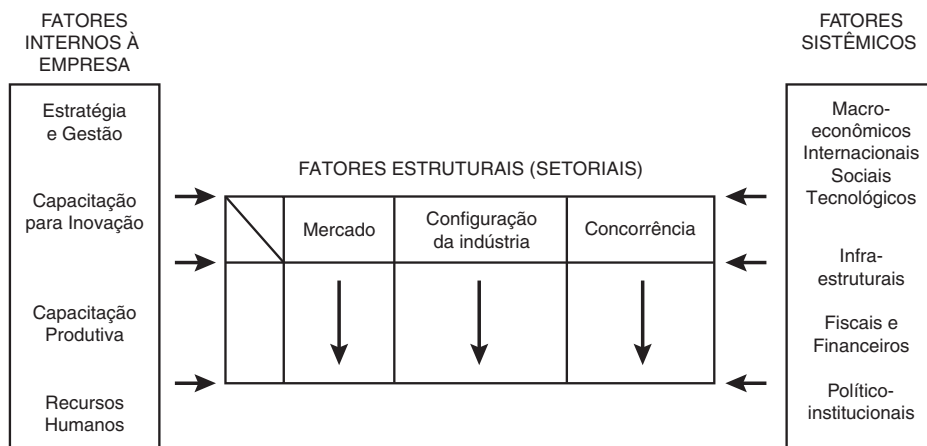 FATORES
INTERNOS À
EMPRESA
Estratégia
e Gestão
Capacitação
para Inovação
Capacitação
Produtiva
Recursos
Humanos
FATORES ESTRUTURAIS (SETORIAIS)
Mercado
Configuração
da indústria
Concorrência
FATORES
SISTÊMICOS
Macro-
econômicos
Internacionais
Sociais
Tecnológicos
Infra-
estruturais
Fiscais e
Financeiros
Político-
institucionais